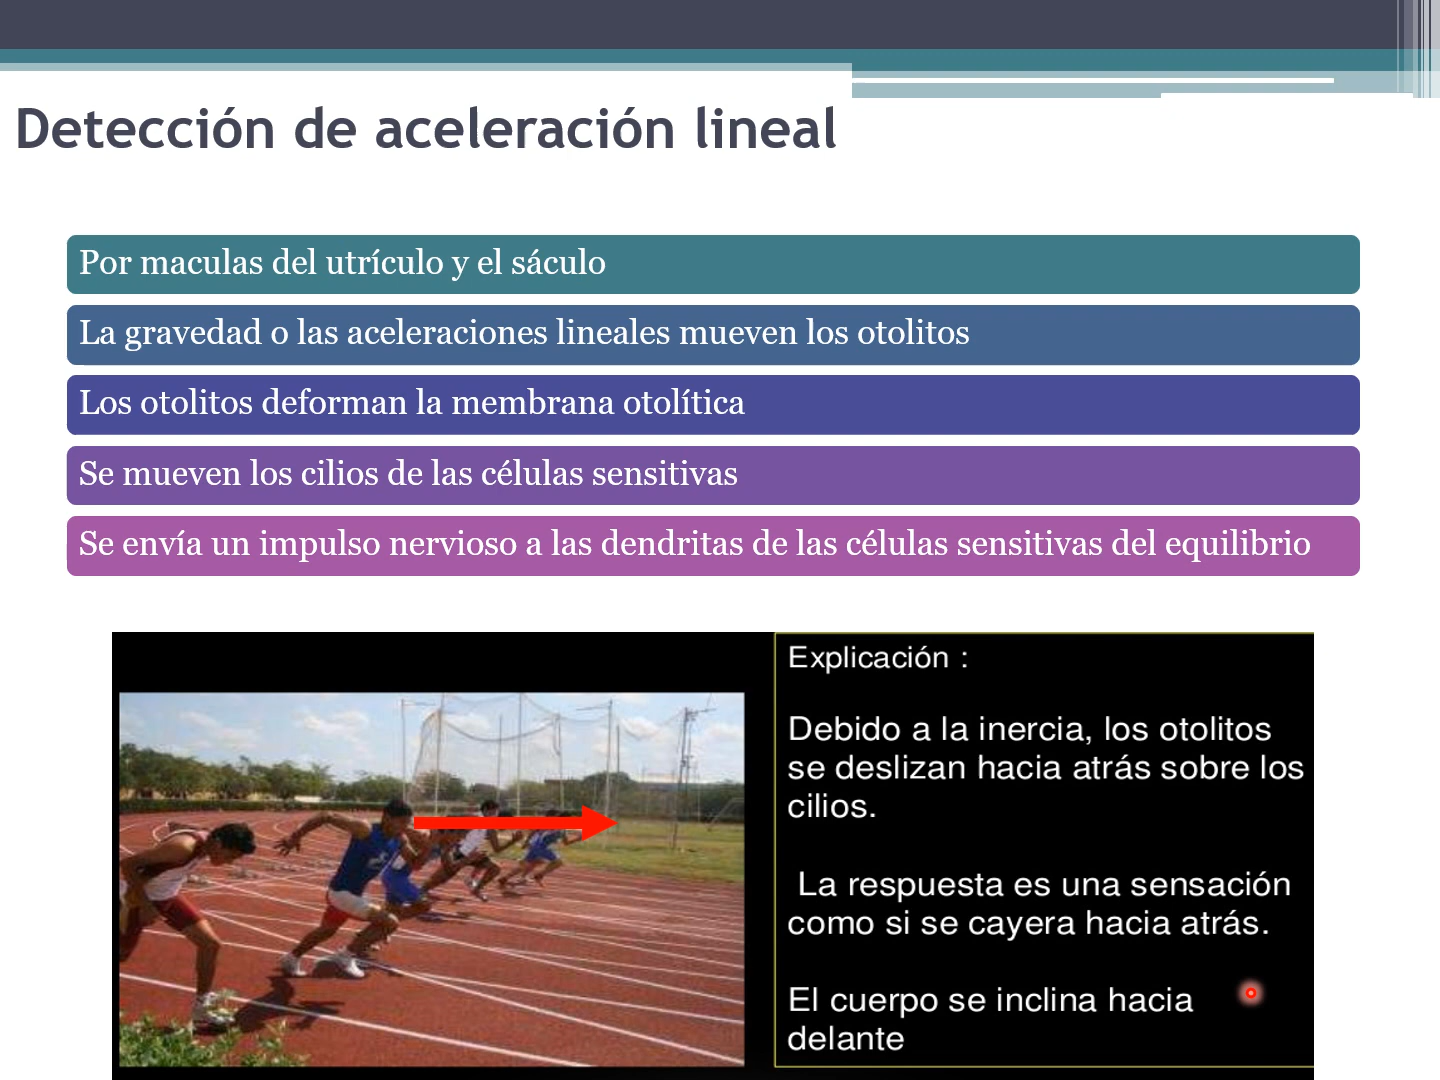 Detección de aceleración lineal
Por maculas del utrículo y el sáculo
La gravedad o las aceleraciones lineales mueven los otolitos
Los otolitos deforman la membrana otolítica
Se mueven los cilios de las células sensitivas
Se envía un impulso nervioso a las dendritas de las células sensitivas del equilibrio
Explicación :
Debido a la inercia, los otolitos
se deslizan hacia atrás sobre los
cilios.
La respuesta es una sensación
como si se cayera hacia atrás.
El cuerpo se inclina hacia
delante